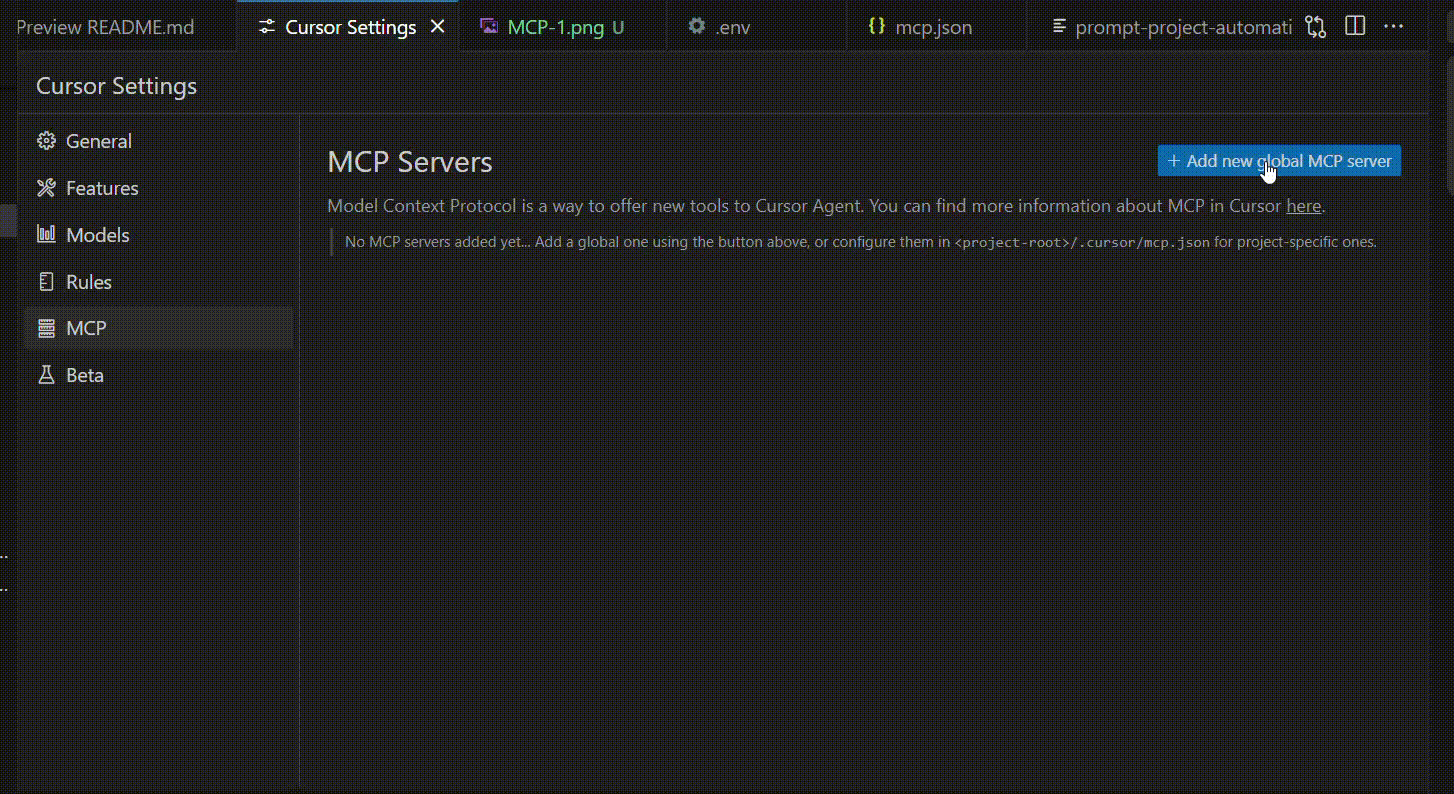 Preview README.md Cursor Settings MCP-1.png U .env mcp.json prompt-project-automati
Cursor Settings
General
Features
Models
Rules
MCP
Beta
MCP Servers
+ Add new global MCP server
Model Context Protocol is a way to offer new tools to Cursor Agent. You can find more information about MCP in Cursor here.
No MCP servers added yet... Add a global one using the button above, or configure them in <project-root>/.cursor/mcp.json for project-specific ones.